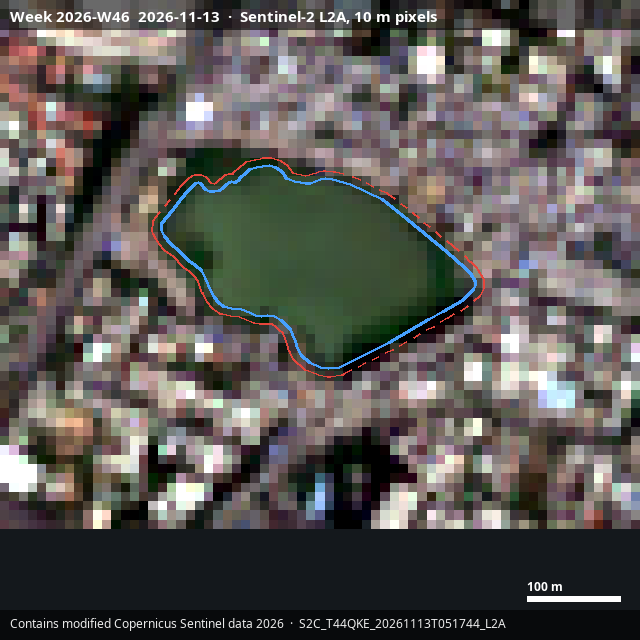 Week 2026-W46 2026-11-13 · Sentinel-2 L2A, 10 m pixels
100 m
Contains modified Copernicus Sentinel data 2026 · S2C_T44QKE_20261113T051744_L2A